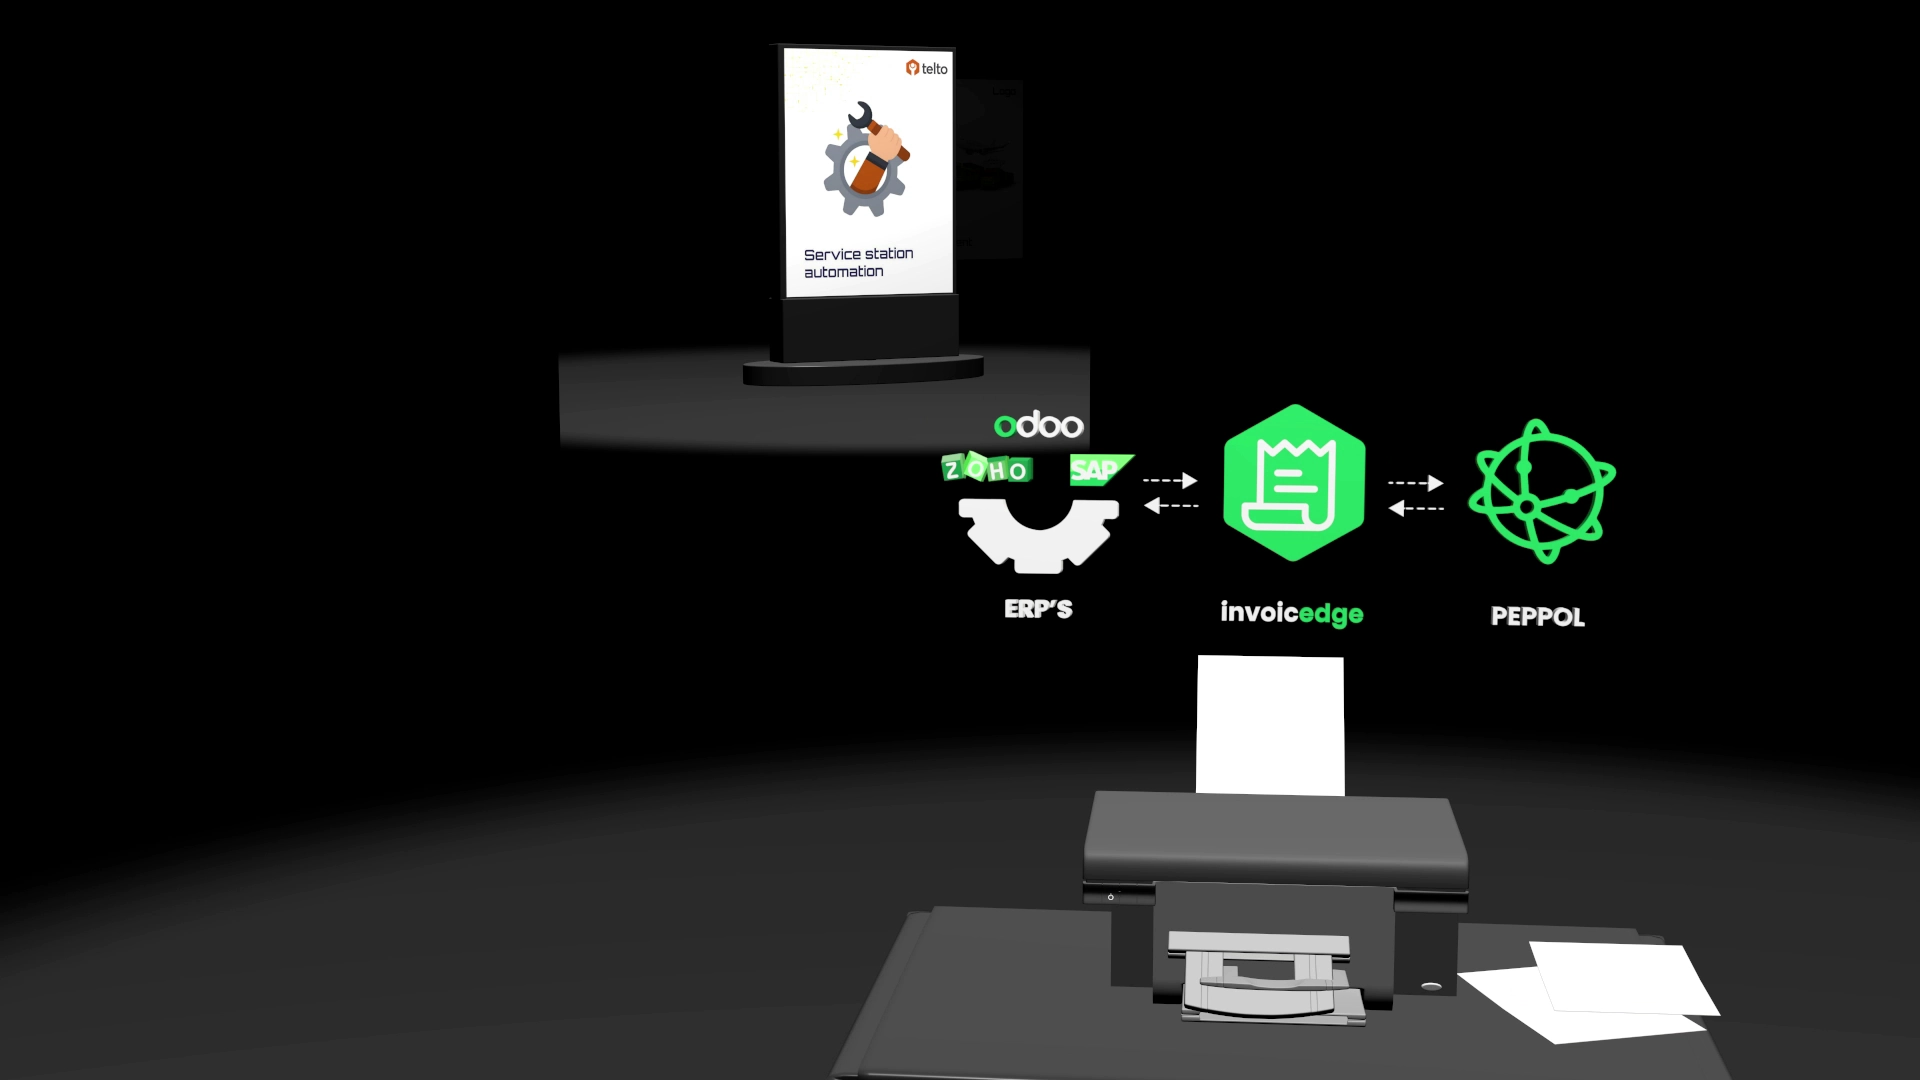 telto
Service station
automation
odoo
ZOHO
SAP
ERP'S
invoicedge
PEPPOL